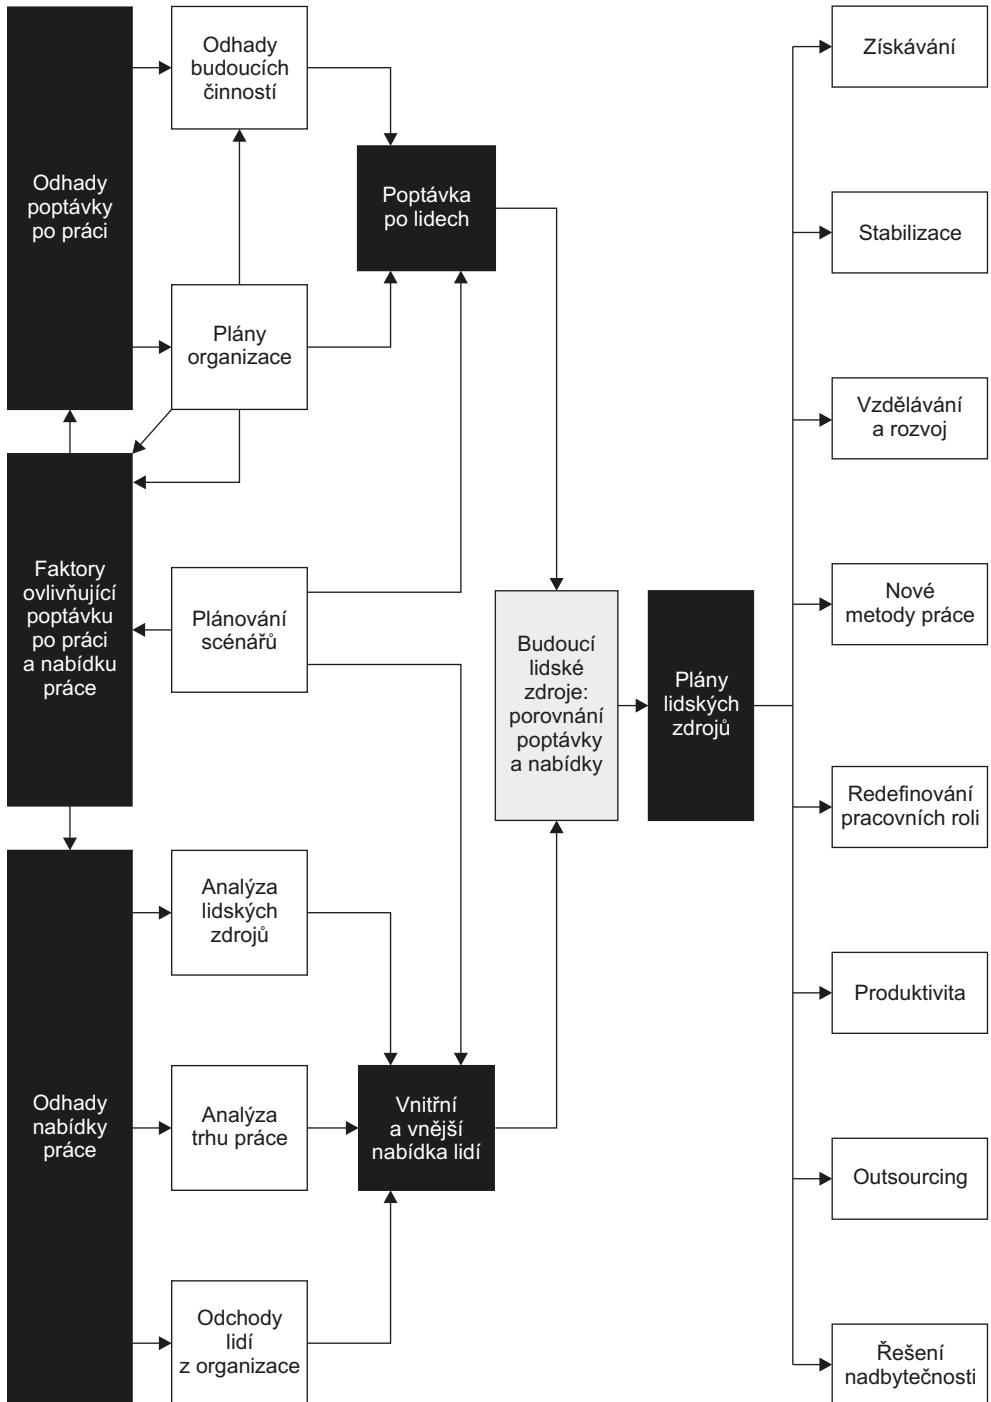 Odhady
poptávky
po práci
Odhady
budoucích
činností
Plány
organizace
Poptávka
po lidech
Faktory
ovlivňující
poptávku
po práci
a nabídku
práce
Plánování
scénářů
Odhady
nabídky
práce
Analýza
lidských
zdrojů
Analýza
trhu práce
Odchody
lidí
z organizace
Vnitřní
a vnější
nabídka lidí
Budoucí
lidské
zdroje:
porovnání
poptávky
a nabídky
Plány
lidských
zdrojů
Získávání
Stabilizace
Vzdělávání
a rozvoj
Nové
metody práce
Redefinování
pracovních roli
Produktivita
Outsourcing
Řešení
nadbytečnosti